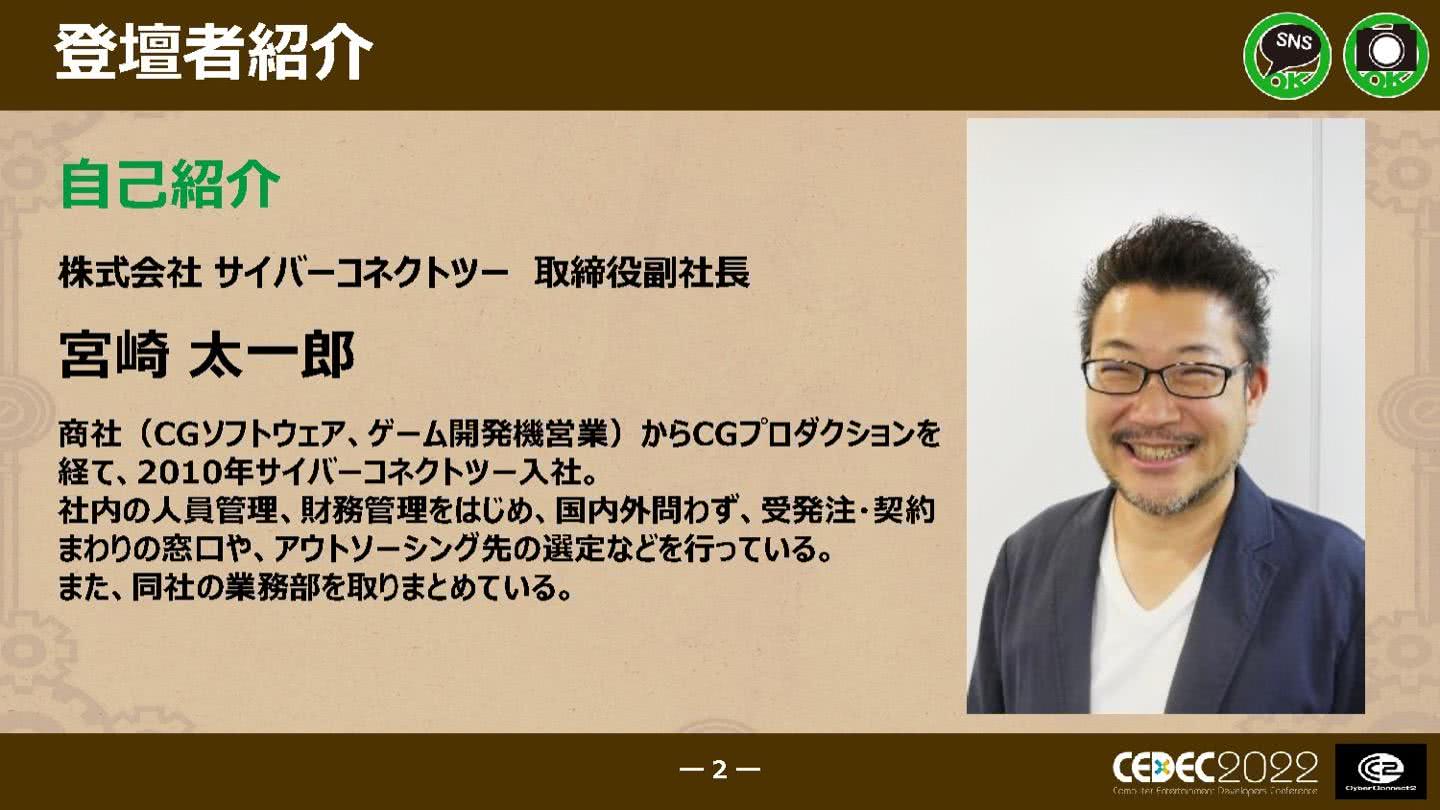 登壇者紹介
SNS
OK
OK
自己紹介
株式会社 サイバーコネクトツー 取締役副社長
宮崎 太一郎
商社（CGソフトウェア、ゲーム開発機営業）からCGプロダクションを
経て、2010年サイバーコネクトツー入社。
社内の人員管理、財務管理をはじめ、国内外問わず、受発注・契約
まわりの窓口や、アウトソーシング先の選定などを行っている。
また、同社の業務部を取りまとめている。
— 2 —
CEDEC2022
Computer Entertainment Developers Conference
C2
CyberConnect2